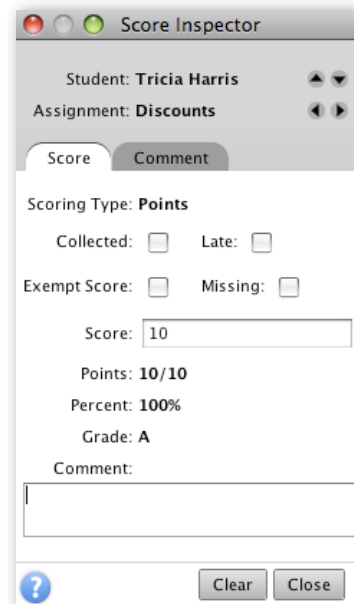 Score Inspector
Student: Tricia Harris
Assignment: Discounts
Score Comment
Scoring Type: Points
Collected: Late:
Exempt Score: Missing:
Score: 10
Points: 10/10
Percent: 100%
Grade: A
Comment:
? Clear Close